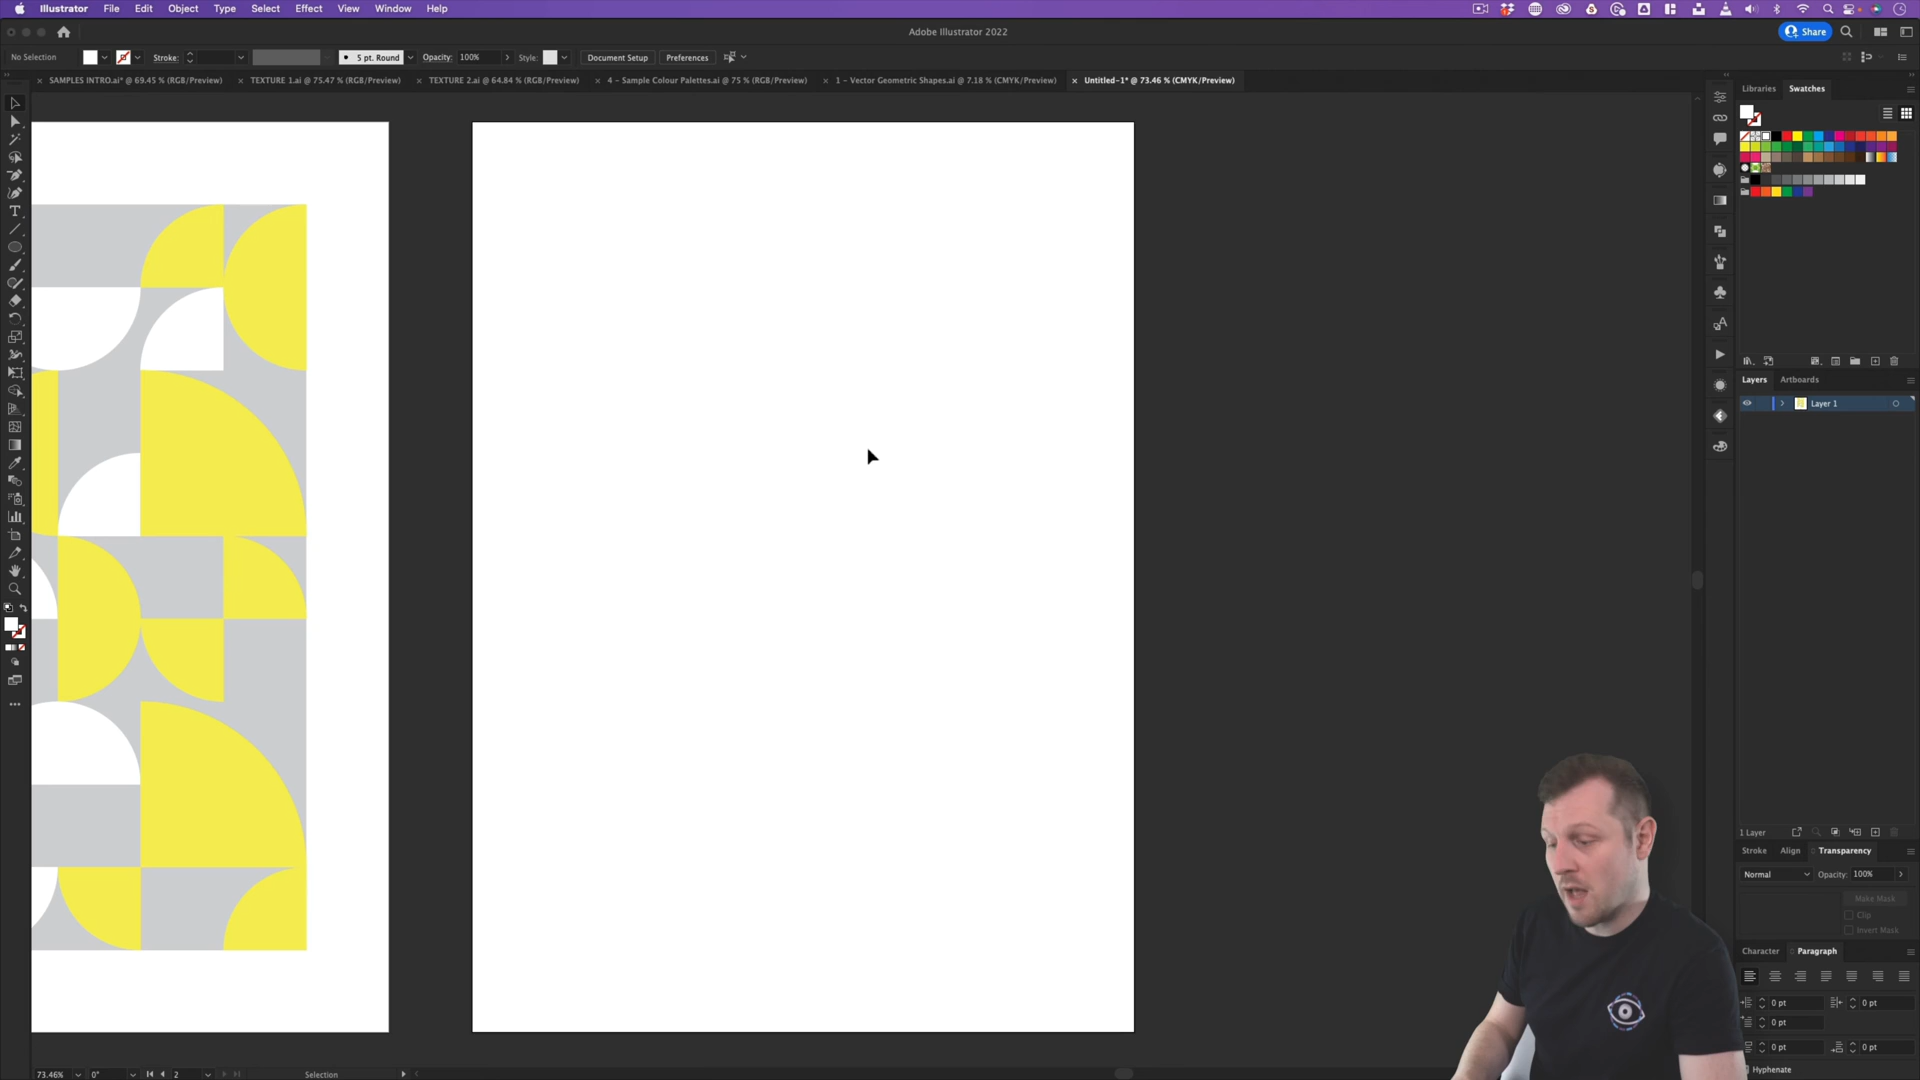 Illustrator File Edit Object Type Select Effect View Window Help
Adobe Illustrator 2022
Share
No Selection
Stroke:
5 pt. Round
Opacity: 100%
Style:
Document Setup
Preferences
SAMPLES INTRO.ai* @ 69.45 % (RGB/Preview)
TEXTURE 1.ai @ 75.47 % (RGB/Preview)
TEXTURE 2.ai @ 64.84 % (RGB/Preview)
4 – Sample Colour Palettes.ai @ 75 % (RGB/Preview)
1 – Vector Geometric Shapes.ai @ 7.18 % (CMYK/Preview)
Untitled-1* @ 73.46 % (CMYK/Preview)
Libraries Swatches
Layers Artboards
Layer 1
1 Layer
Stroke Align Transparency
Normal Opacity: 100%
Make Mask
Clip
Invert Mask
Character Paragraph
0 pt 0 pt
0 pt
0 pt 0 pt
Hyphenate
73.46% 0° 2 Selection